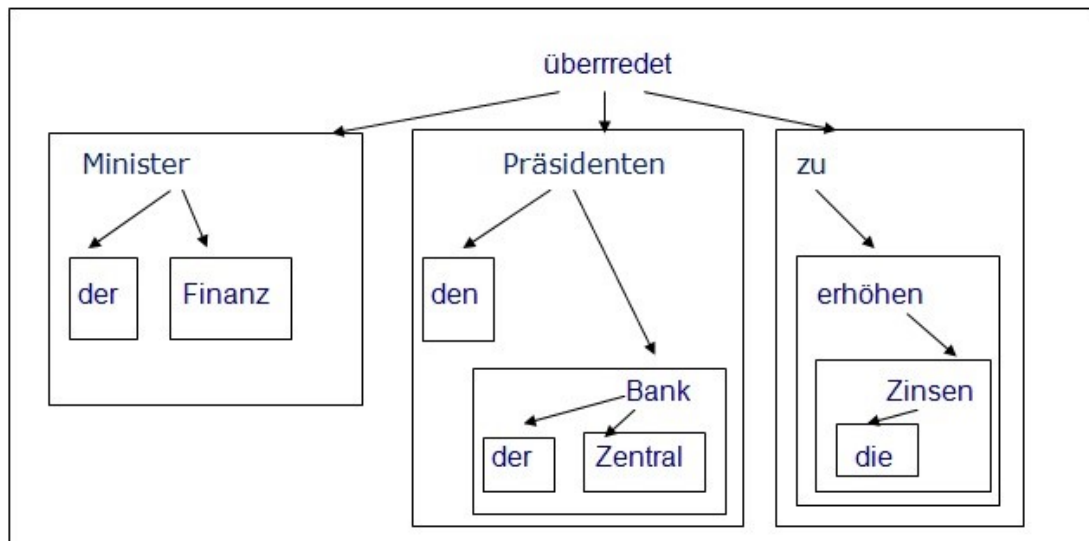 überrredet
Minister Präsidenten zu
der Finanz den erhöhen
Bank Zinsen
der Zentral die